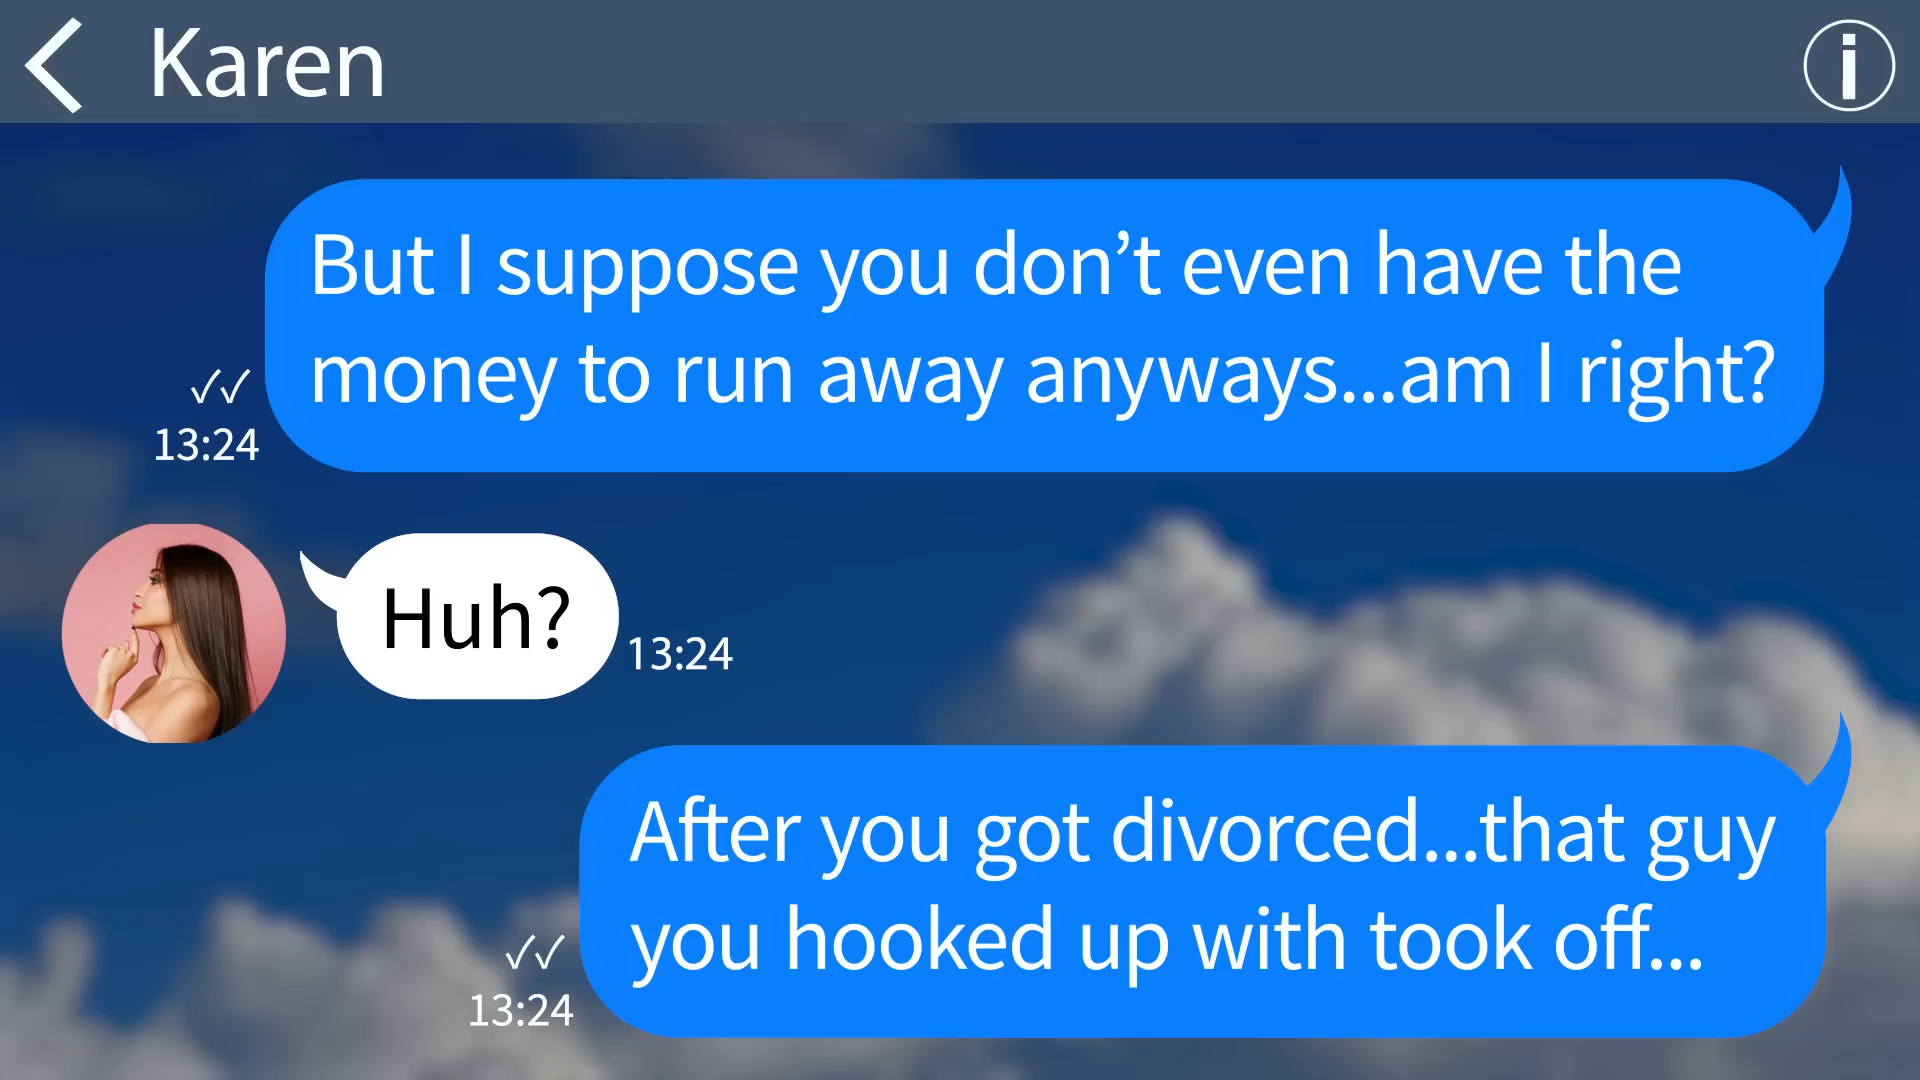 Karen
But I suppose you don’t even have the
money to run away anyways...am I right?
✓✓
13:24
Huh?
13:24
After you got divorced...that guy
you hooked up with took off...
✓✓
13:24